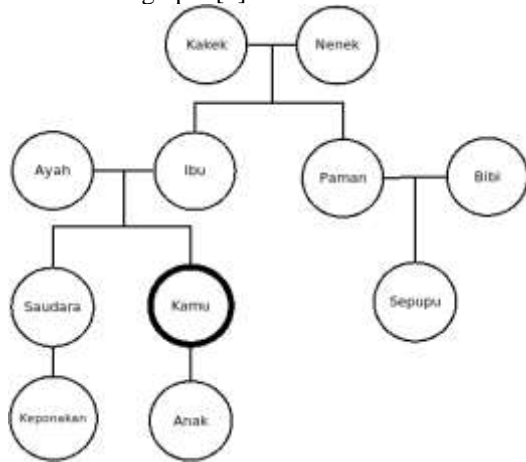 Kakek
Nenek
Ayah
Ibu
Paman
Bibi
Saudara
Kamu
Sepupu
Keponakan
Anak